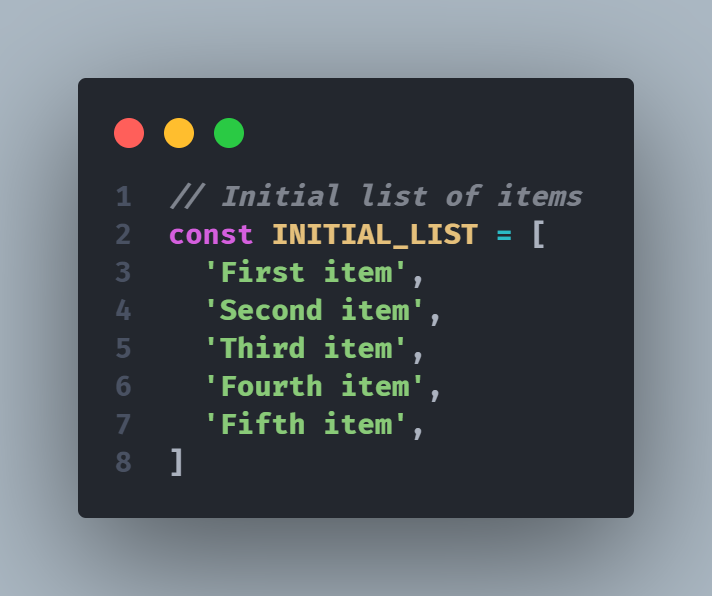 1 // Initial list of items
2 const INITIAL_LIST = [
3   'First item',
4   'Second item',
5   'Third item',
6   'Fourth item',
7   'Fifth item',
8 ]